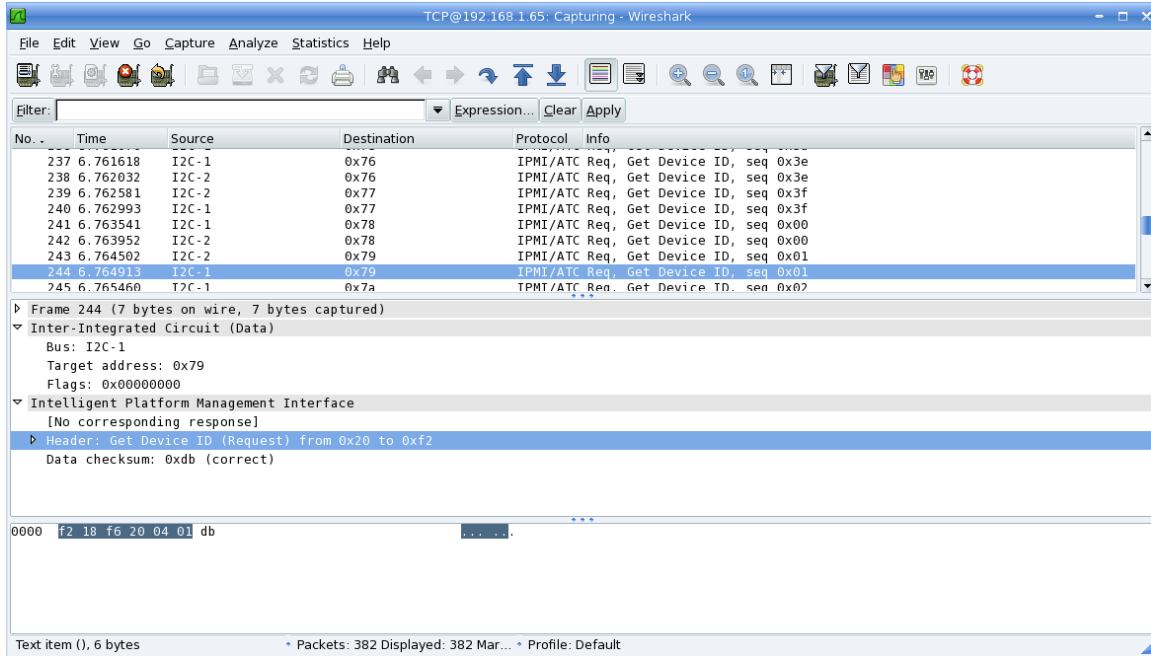 TCP@192.168.1.65: Capturing - Wireshark
File Edit View Go Capture Analyze Statistics Help
Filter: Expression... Clear Apply
No. . Time Source Destination Protocol Info
237 6.761618 I2C-1 0x76 IPMI/ATC Req, Get Device ID, seq 0x3e
238 6.762032 I2C-2 0x76 IPMI/ATC Req, Get Device ID, seq 0x3e
239 6.762581 I2C-2 0x77 IPMI/ATC Req, Get Device ID, seq 0x3f
240 6.762993 I2C-1 0x77 IPMI/ATC Req, Get Device ID, seq 0x3f
241 6.763541 I2C-1 0x78 IPMI/ATC Req, Get Device ID, seq 0x00
242 6.763952 I2C-2 0x78 IPMI/ATC Req, Get Device ID, seq 0x00
243 6.764502 I2C-2 0x79 IPMI/ATC Req, Get Device ID, seq 0x01
244 6.764913 I2C-1 0x79 IPMI/ATC Req, Get Device ID, seq 0x01
245 6.765460 I2C-1 0x7a IPMI/ATC Req, Get Device ID, seq 0x02
Frame 244 (7 bytes on wire, 7 bytes captured)
Inter-Integrated Circuit (Data)
Bus: I2C-1
Target address: 0x79
Flags: 0x00000000
Intelligent Platform Management Interface
[No corresponding response]
Header: Get Device ID (Request) from 0x20 to 0xf2
Data checksum: 0xdb (correct)
0000 f2 18 f6 20 04 01 db ... ...
Text item (), 6 bytes Packets: 382 Displayed: 382 Mar... Profile: Default